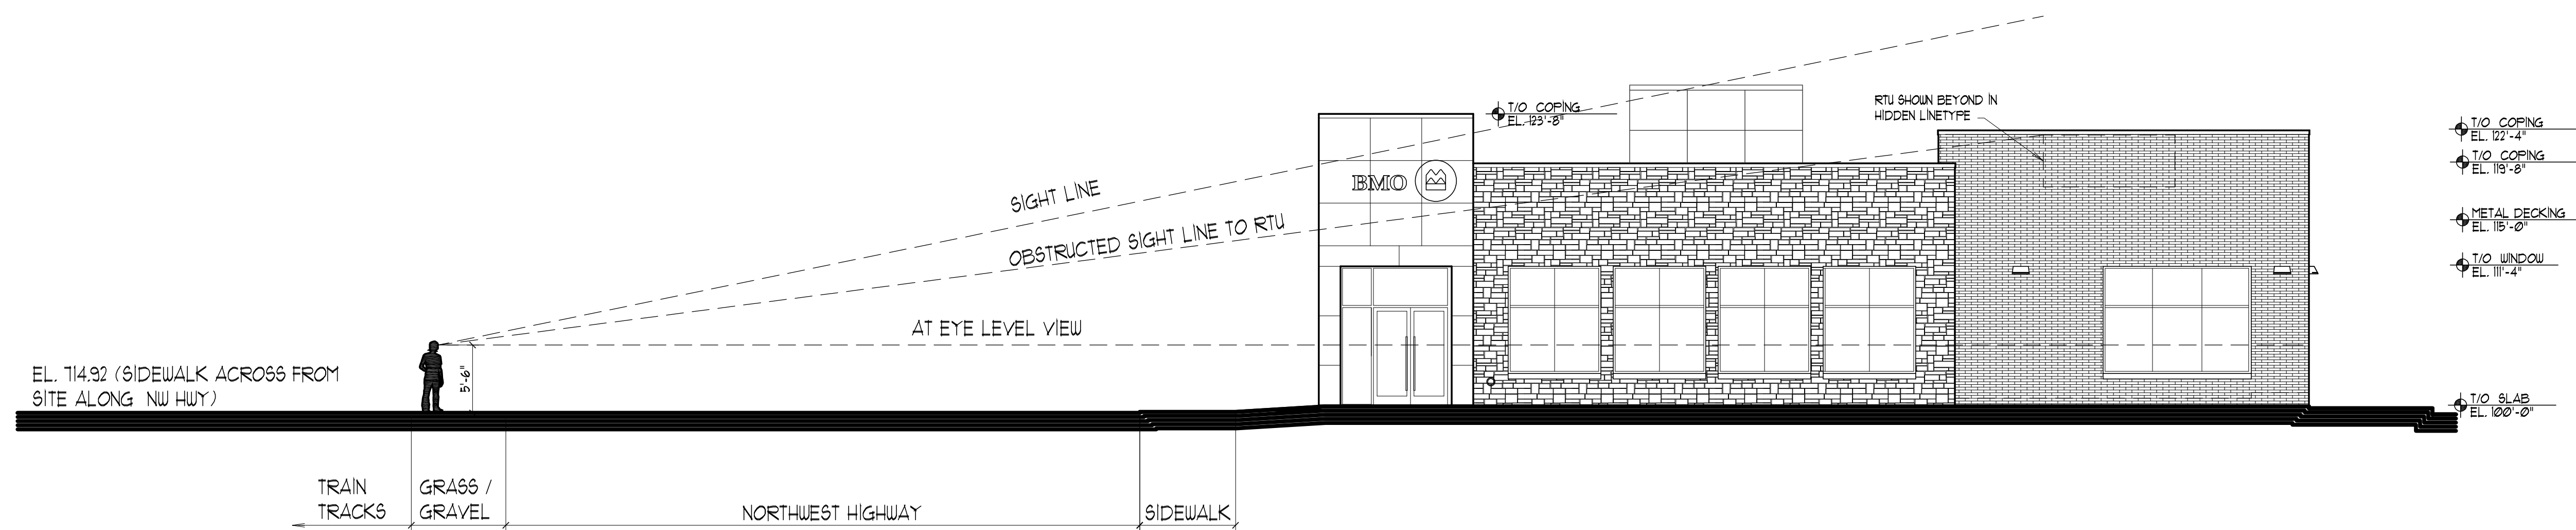 T/O COPING
EL. 123'-8"
RTU SHOWN BEYOND IN
HIDDEN LINETYPE
T/O COPING
EL. 122'-4"
T/O COPING
EL. 119'-8"
BMO
SIGHT LINE
OBSTRUCTED SIGHT LINE TO RTU
METAL DECKING
EL. 115'-0"
T/O WINDOW
EL. 111'-4"
AT EYE LEVEL VIEW
5'-6"
EL. 714.92 (SIDEWALK ACROSS FROM
SITE ALONG NW HWY)
T/O SLAB
EL. 100'-0"
TRAIN
TRACKS
GRASS /
GRAVEL
NORTHWEST HIGHWAY
SIDEWALK